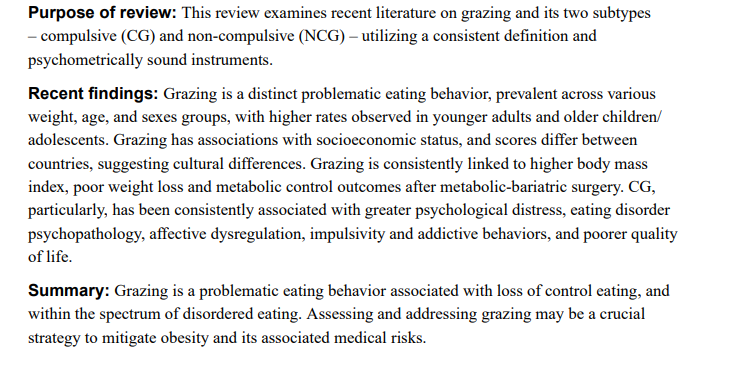 Purpose of review: This review examines recent literature on grazing and its two subtypes
– compulsive (CG) and non-compulsive (NCG) – utilizing a consistent definition and
psychometrically sound instruments.
Recent findings: Grazing is a distinct problematic eating behavior, prevalent across various
weight, age, and sexes groups, with higher rates observed in younger adults and older children/
adolescents. Grazing has associations with socioeconomic status, and scores differ between
countries, suggesting cultural differences. Grazing is consistently linked to higher body mass
index, poor weight loss and metabolic control outcomes after metabolic-bariatric surgery. CG,
particularly, has been consistently associated with greater psychological distress, eating disorder
psychopathology, affective dysregulation, impulsivity and addictive behaviors, and poorer quality
of life.
Summary: Grazing is a problematic eating behavior associated with loss of control eating, and
within the spectrum of disordered eating. Assessing and addressing grazing may be a crucial
strategy to mitigate obesity and its associated medical risks.